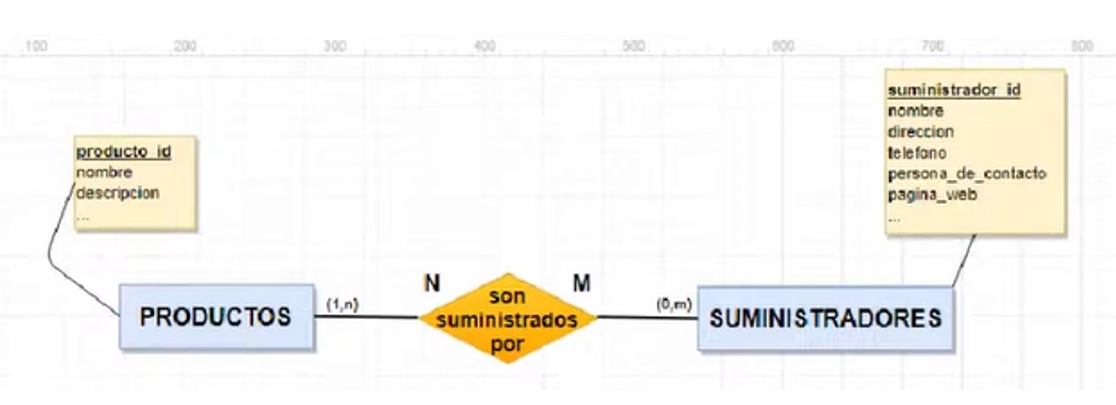 100 200 300 400 500 600 700 800
producto_id
nombre
descripcion
...
suministrador_id
nombre
direccion
telefono
persona_de_contacto
pagina_web
...
PRODUCTOS
(1,n)
N
son
suministrados
por
M
(0,m)
SUMINISTRADORES